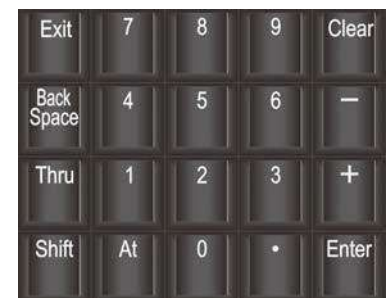 Exit 7 8 9 Clear
Back
Space 4 5 6 −
Thru 1 2 3 +
Shift At 0 • Enter